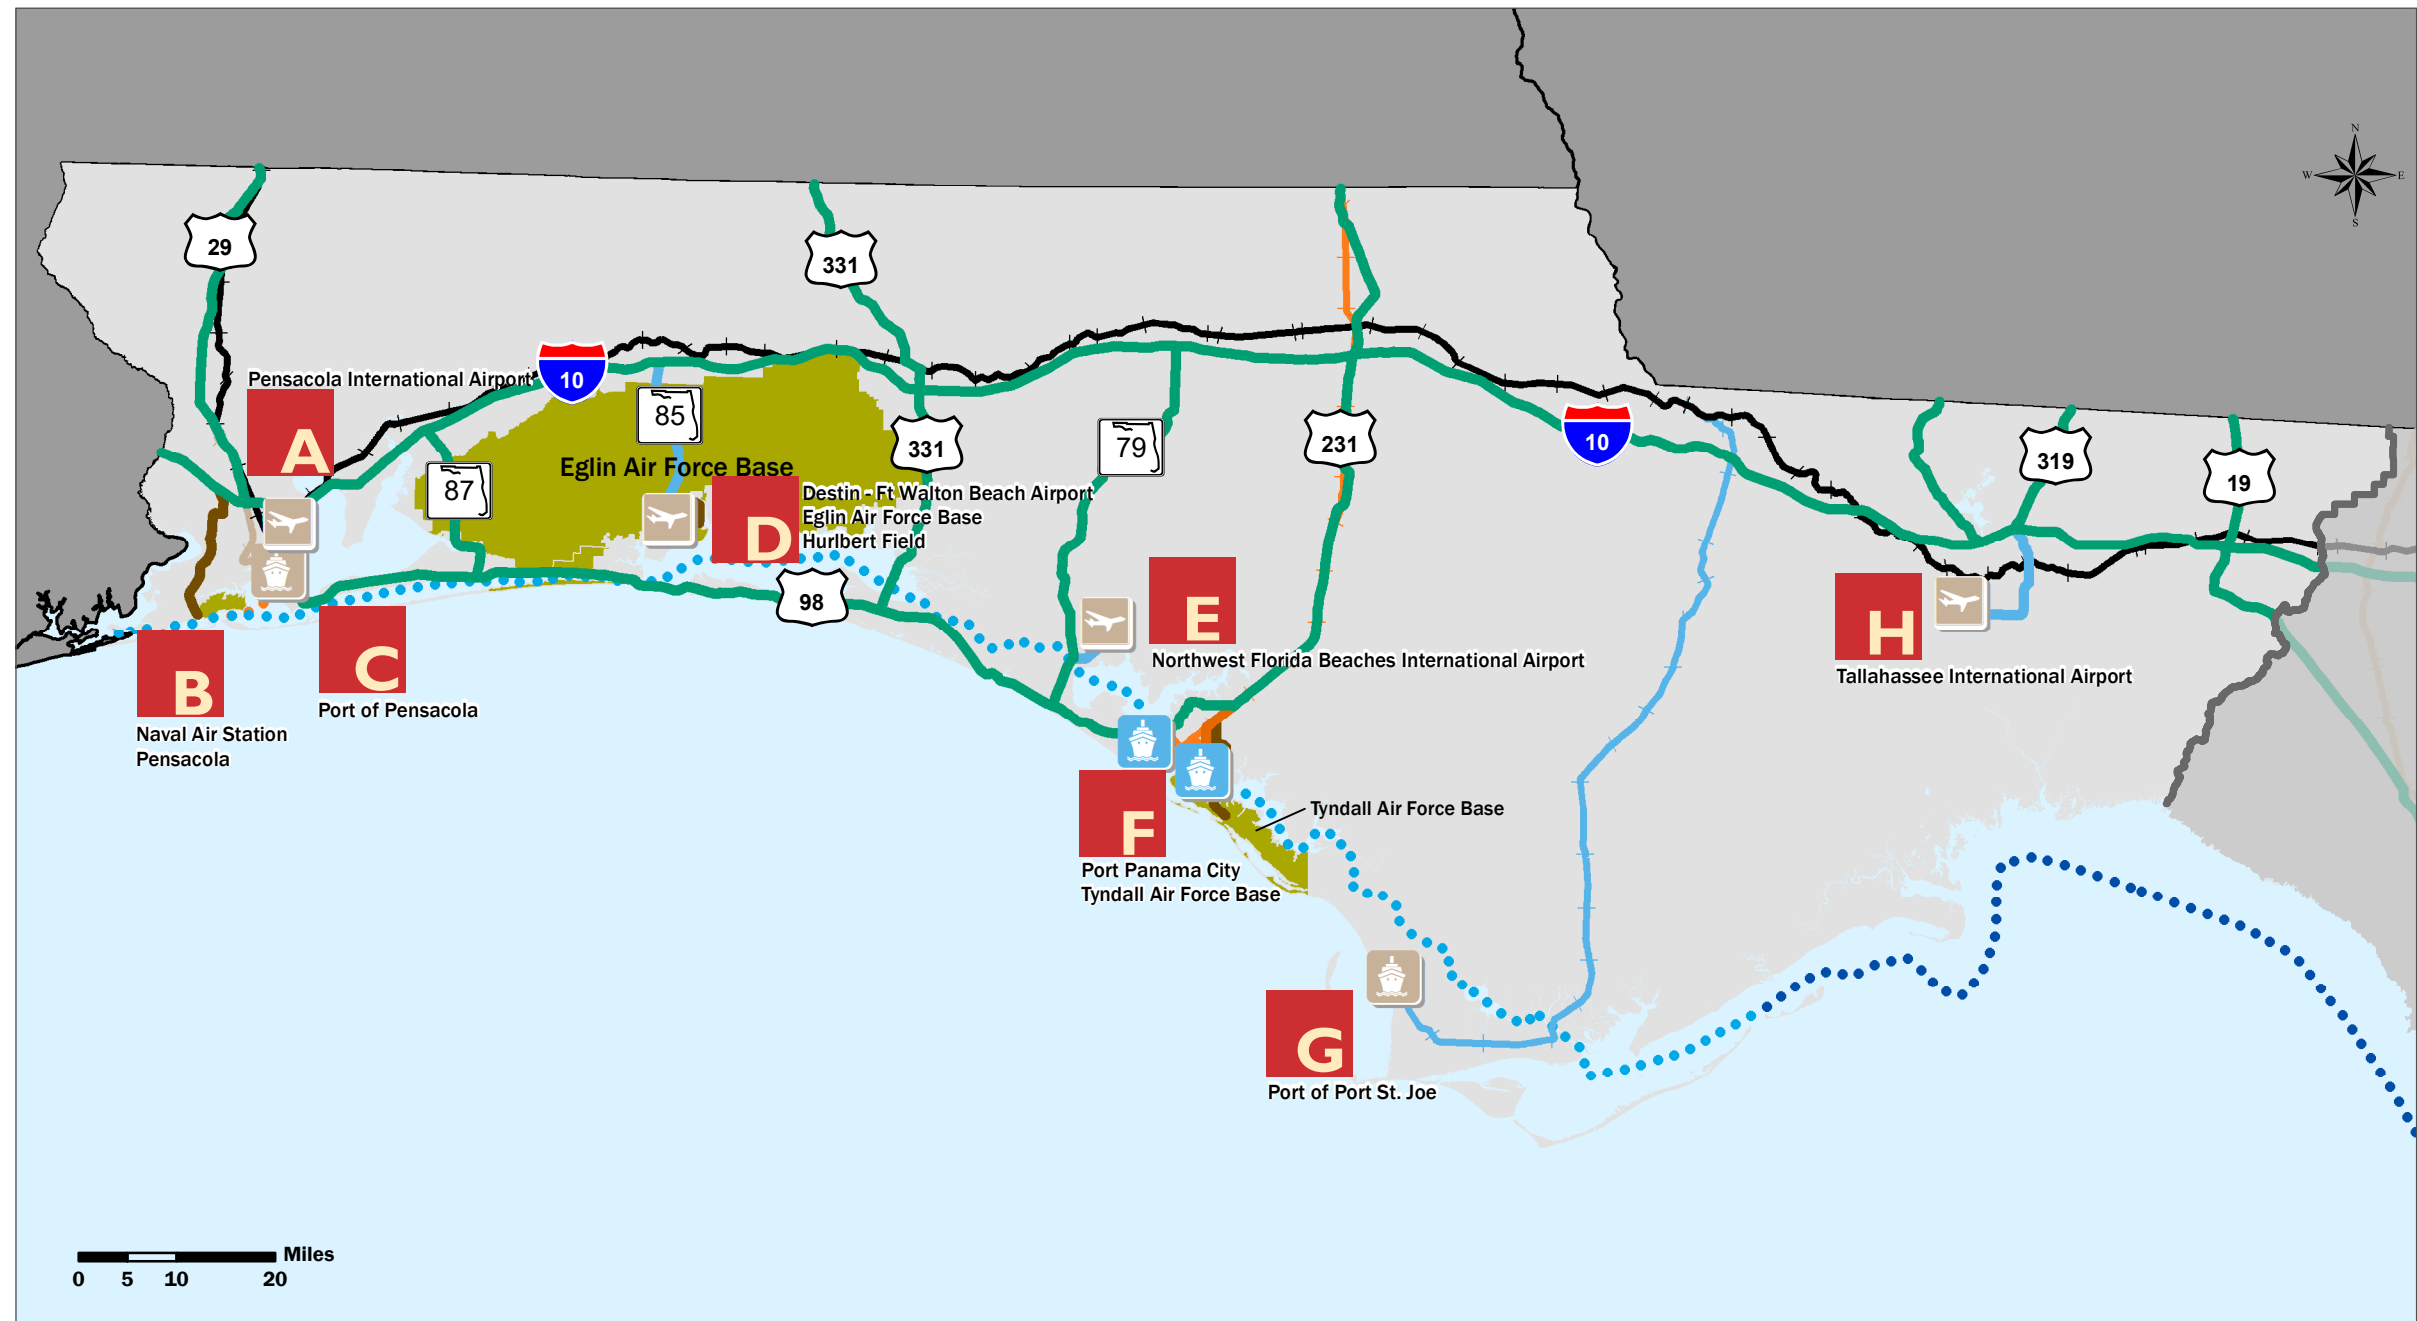 N
W
E
S
29
331
Pensacola International Airport
10
A
85
331
79
231
10
319
19
Eglin Air Force Base
87
D
Destin - Ft Walton Beach Airport
Eglin Air Force Base
Hurlbert Field
98
E
Northwest Florida Beaches International Airport
H
Tallahassee International Airport
B
Naval Air Station
Pensacola
C
Port of Pensacola
Tyndall Air Force Base
F
Port Panama City
Tyndall Air Force Base
G
Port of Port St. Joe
Miles
0 5 10 20